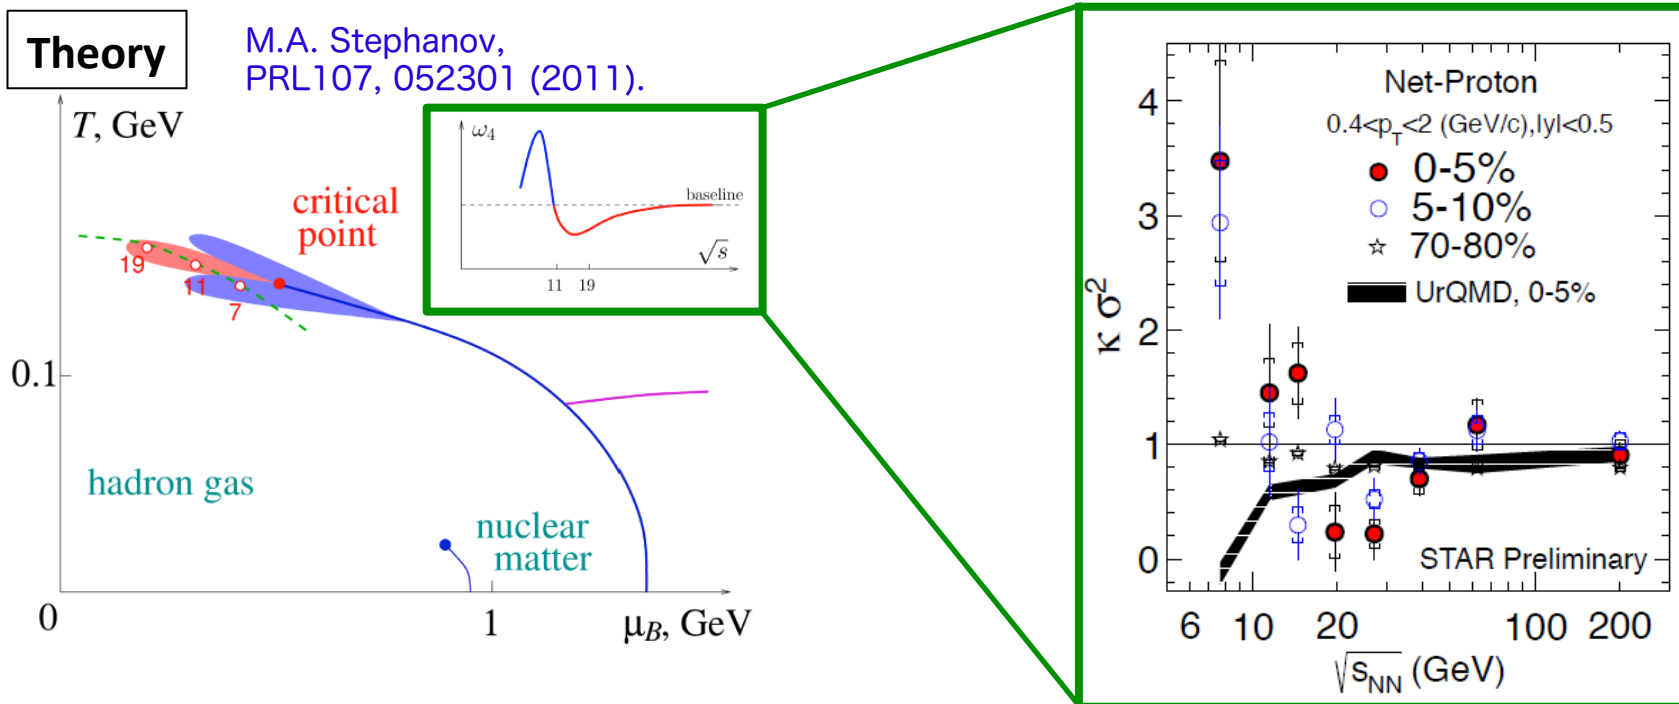 Theory
M.A. Stephanov,
PRL107, 052301 (2011).
T, GeV
critical
point
19
11
7
0.1
hadron gas
nuclear
matter
0
1
μB, GeV
ω4
baseline
√s
11 19
Net-Proton
0.4<pT<2 (GeV/c),|y|<0.5
0-5%
5-10%
70-80%
UrQMD, 0-5%
κ σ²
4
3
2
1
0
STAR Preliminary
6 10 20 100 200
√sNN (GeV)